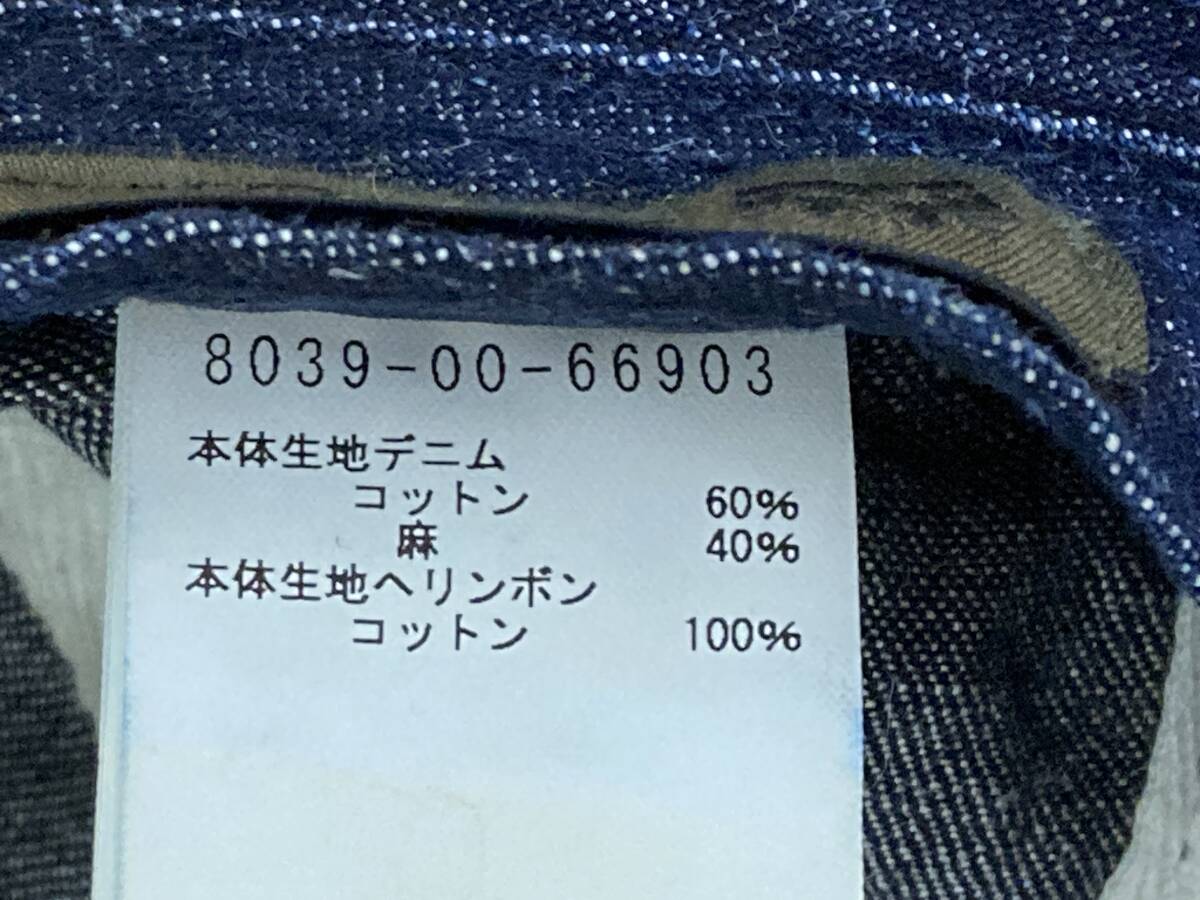 8039-00-66903
本体生地デニム
コットン 60%
麻 40%
本体生地ヘリンボン
コットン 100%